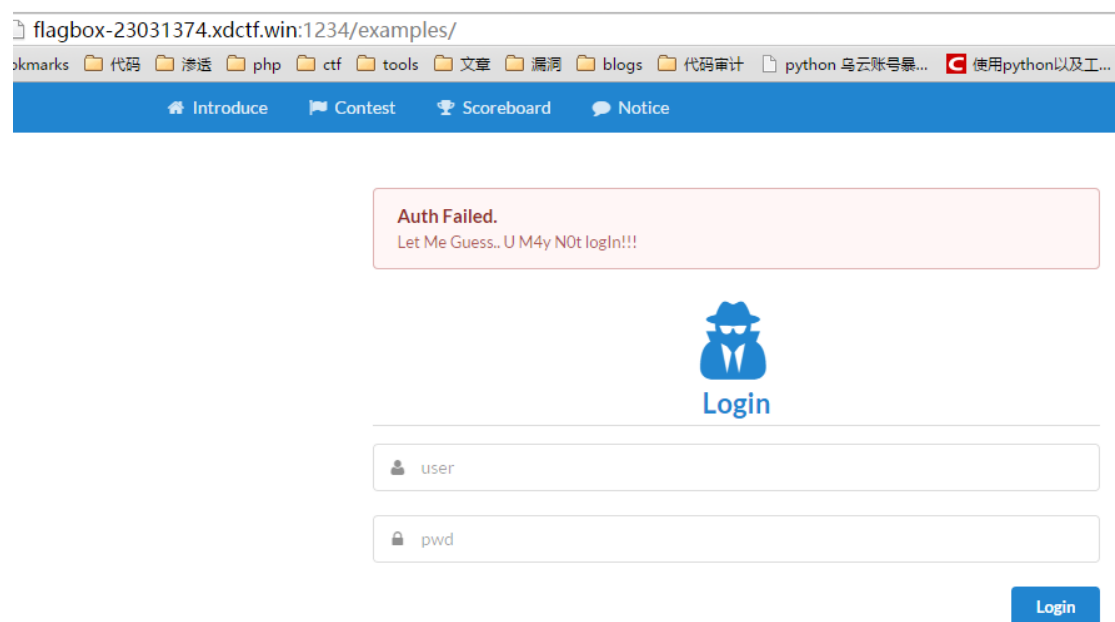 flagbox-23031374.xdctf.win:1234/examples/
okmarks 代码 渗透 php ctf tools 文章 漏洞 blogs 代码审计 python 乌云账号暴... 使用python以及工...
Introduce Contest Scoreboard Notice
Auth Failed.
Let Me Guess.. U M4y N0t logIn!!!
Login
user
pwd
Login